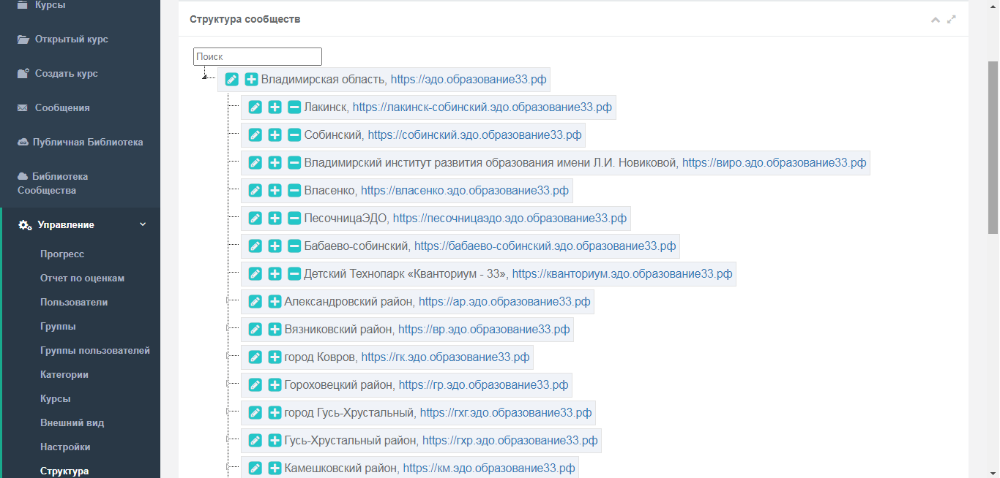 Курсы
Открытый курс
Создать курс
Сообщения
Публичная Библиотека
Библиотека
Сообщества
Управление
Прогресс
Отчет по оценкам
Пользователи
Группы
Группы пользователей
Категории
Курсы
Внешний вид
Настройки
Структура
Структура сообществ
Поиск
Владимирская область, https://эдо.образование33.рф
Лакинск, https://лакинск-собинский.эдо.образование33.рф
Собинский, https://собинский.эдо.образование33.рф
Владимирский институт развития образования имени Л.И. Новиковой, https://виро.эдо.образование33.рф
Власенко, https://власенко.эдо.образование33.рф
ПесочницаЭДО, https://песочницаэдо.эдо.образование33.рф
Бабаево-собинский, https://бабаево-собинский.эдо.образование33.рф
Детский Технопарк «Кванториум - 33», https://кванториум.эдо.образование33.рф
Александровский район, https://ар.эдо.образование33.рф
Вязниковский район, https://вр.эдо.образование33.рф
город Ковров, https://гк.эдо.образование33.рф
Гороховецкий район, https://гр.эдо.образование33.рф
город Гусь-Хрустальный, https://гхг.эдо.образование33.рф
Гусь-Хрустальный район, https://гхр.эдо.образование33.рф
Камешковский район, https://км.эдо.образование33.рф